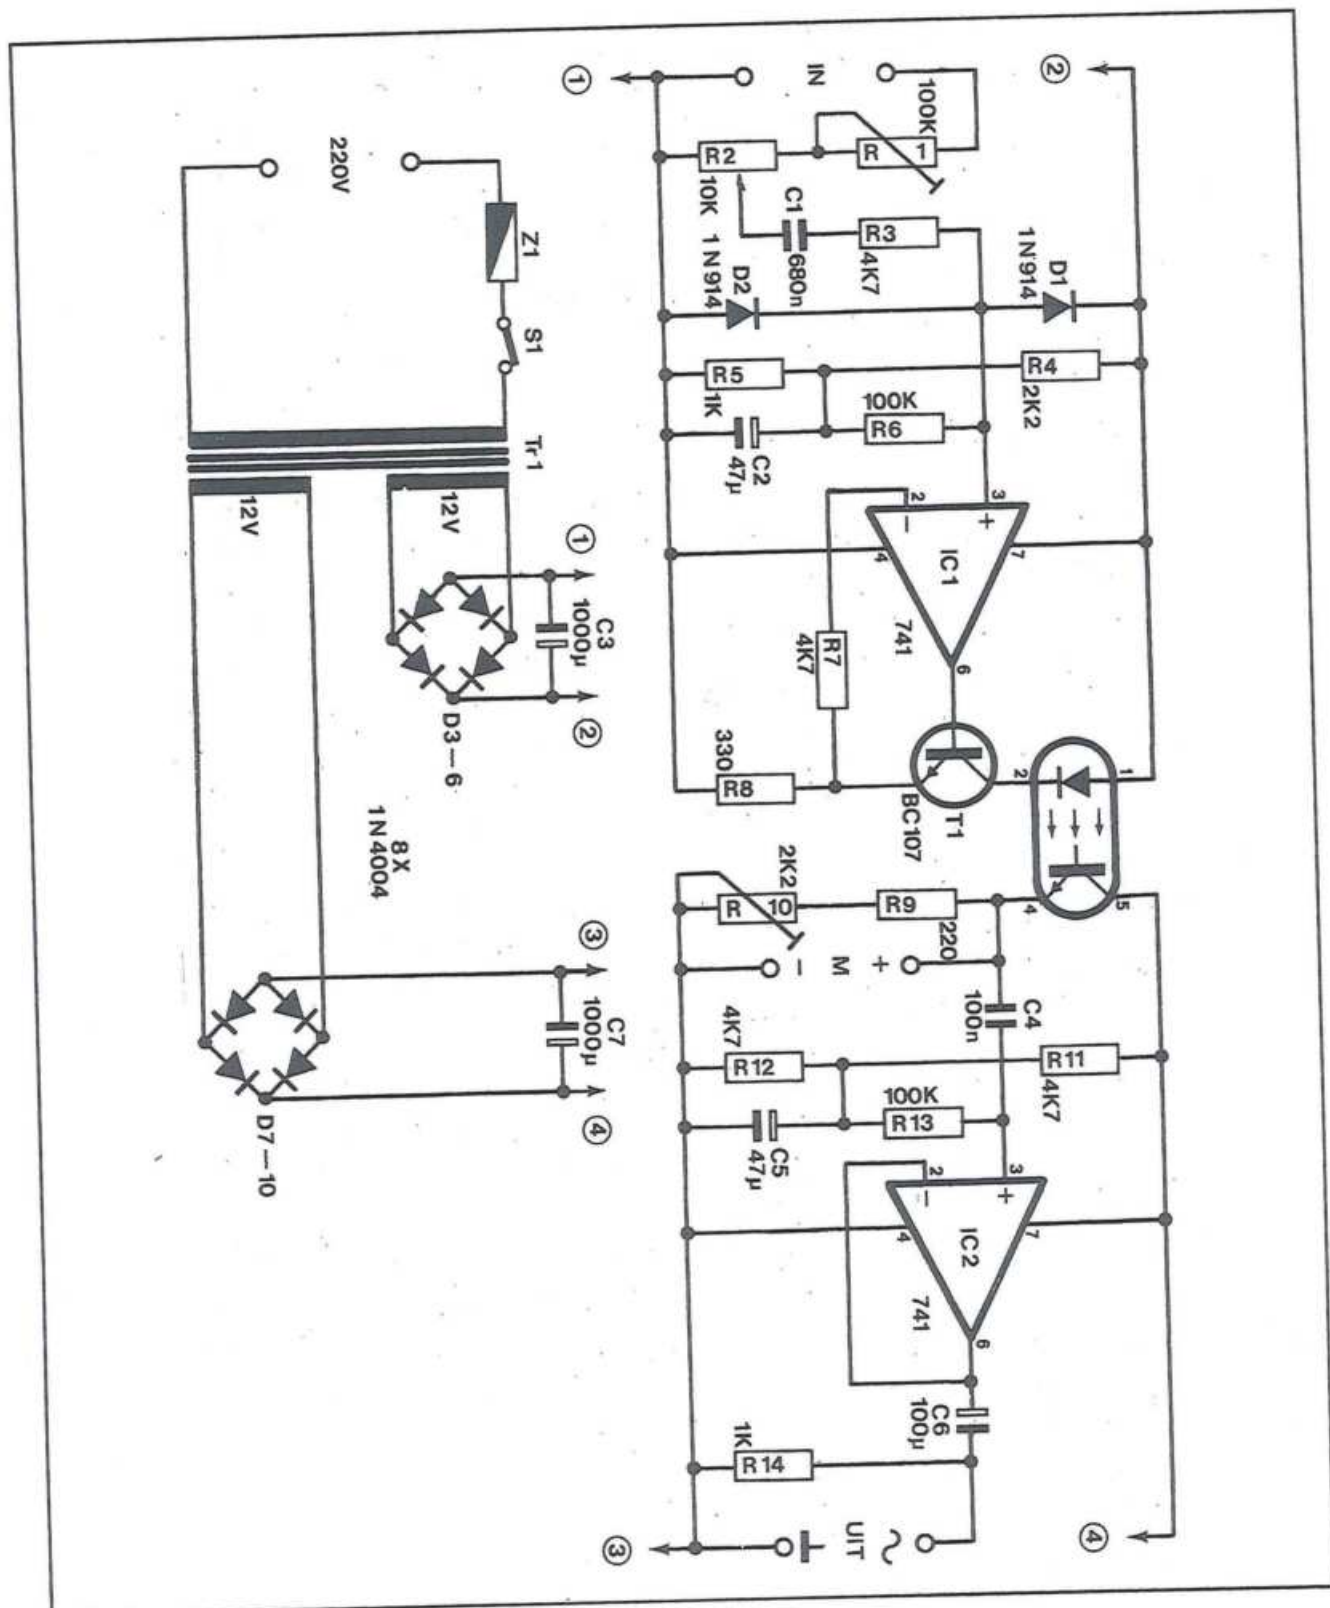 ①
IN
②
100K
R 1
R2
10K
C1
680n
R3
4K7
D2
1N914
D1
1N914
R5
1K
R4
2K2
100K
R6
C2
47µ
2
3
−
+
4
7
IC1
741
6
R7
4K7
330
R8
T1
BC107
2
1
4
5
2K2
R 10
R9
220
− M +
C4
100n
4K7
R12
R11
4K7
100K
R13
C5
47µ
2
3
−
+
4
7
IC2
741
6
C6
100µ
1K
R14
③
UIT
~
④
220V
Z1
S1
Tr1
12V
12V
①
C3
1000µ
②
D3—6
8X
1N4004
③
C7
1000µ
④
D7—10